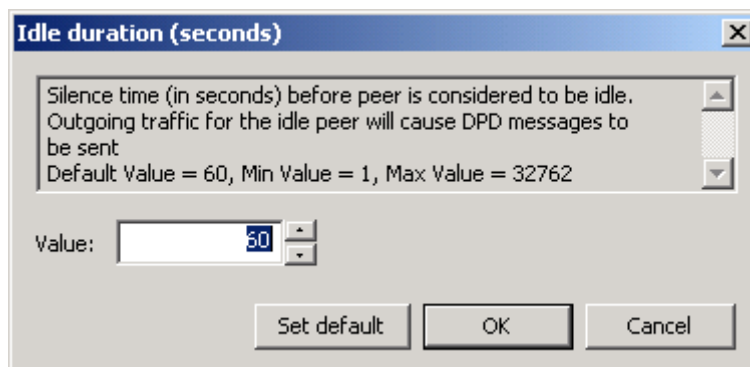 Idle duration (seconds)
Silence time (in seconds) before peer is considered to be idle.
Outgoing traffic for the idle peer will cause DPD messages to
be sent
Default Value = 60, Min Value = 1, Max Value = 32762
Value: 60
Set default OK Cancel